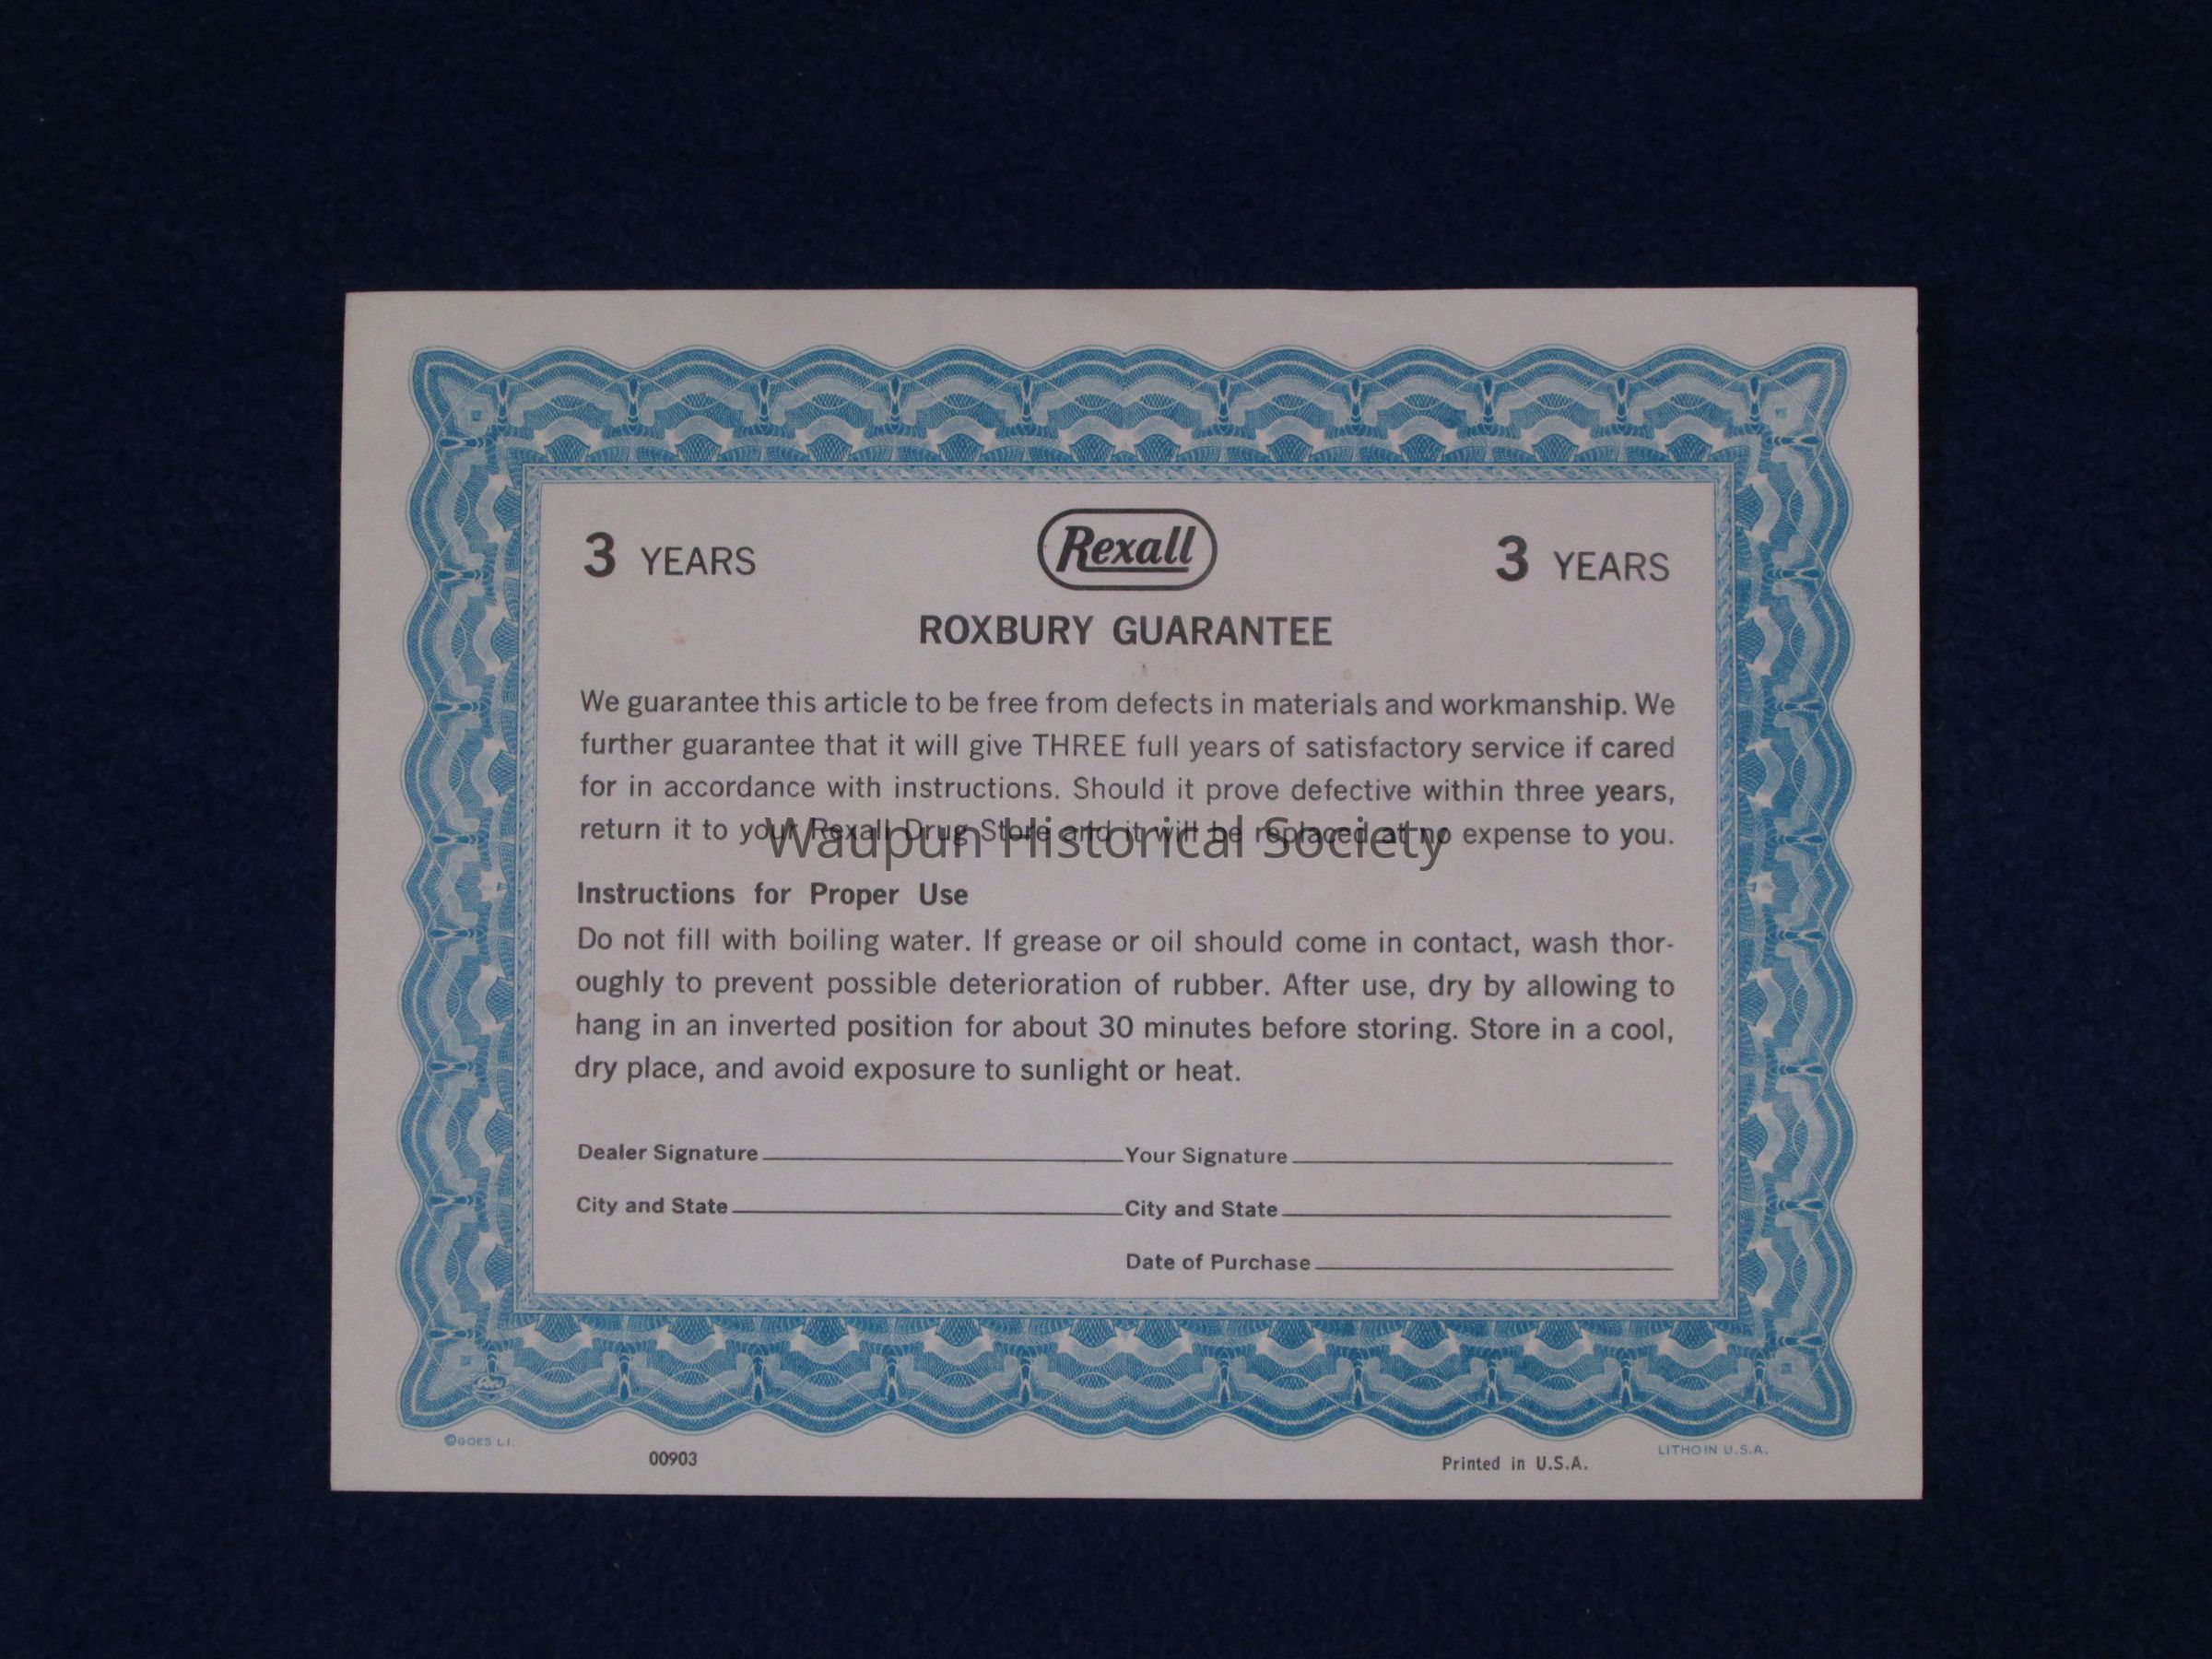 3 YEARS Rexall 3 YEARS
ROXBURY GUARANTEE
We guarantee this article to be free from defects in materials and workmanship. We
further guarantee that it will give THREE full years of satisfactory service if cared
for in accordance with instructions. Should it prove defective within three years,
return it to your Rexall Drug Store and it will be replaced at no expense to you.
Waupun Historical Society
Instructions for Proper Use
Do not fill with boiling water. If grease or oil should come in contact, wash thor-
oughly to prevent possible deterioration of rubber. After use, dry by allowing to
hang in an inverted position for about 30 minutes before storing. Store in a cool,
dry place, and avoid exposure to sunlight or heat.
Dealer Signature Your Signature
City and State City and State
Date of Purchase
©GOES LI. LITHO IN U.S.A.
00903 Printed in U.S.A.